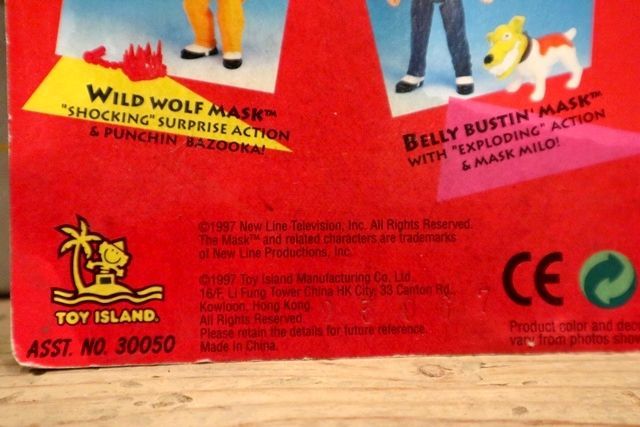 WILD WOLF MASK™
"SHOCKING" SURPRISE ACTION
& PUNCHIN' BAZOOKA!
BELLY BUSTIN' MASK™
WITH "EXPLODING" ACTION
& MASK MILO!
©1997 New Line Television, Inc. All Rights Reserved.
The Mask™ and related characters are trademarks
of New Line Productions, Inc.
©1997 Toy Island Manufacturing Co. Ltd.
16/F Li Fung Tower China HK City, 33 Canton Rd.,
Kowloon, Hong Kong.
All Rights Reserved.
Please retain the details for future reference.
Made in China.
TOY ISLAND.
ASST. NO. 30050
CE
Product color and deco
vary from photos show